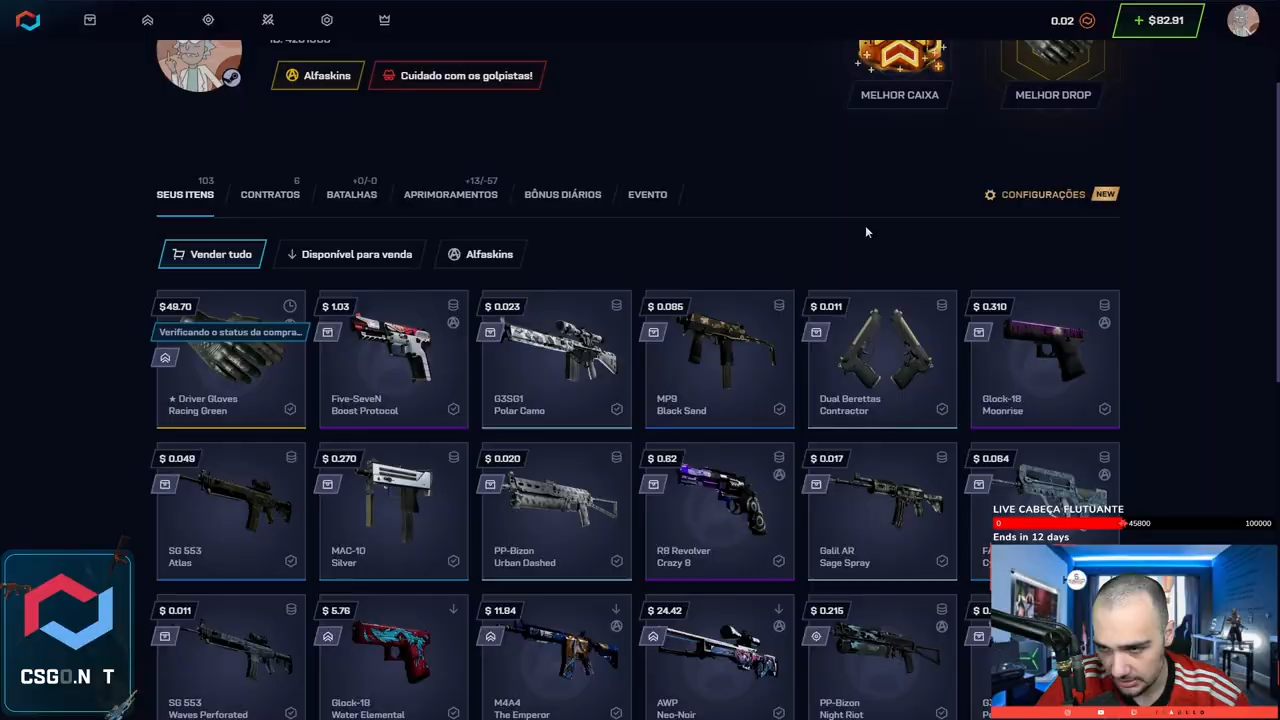 0.02
+ $82.91
Alfaskins
Cuidado com os golpistas!
MELHOR CAIXA
MELHOR DROP
103
6
+0/-0
+13/-57
SEUS ITENS
CONTRATOS
BATALHAS
APRIMORAMENTOS
BÔNUS DIÁRIOS
EVENTO
CONFIGURAÇÕES
NEW
Vender tudo
Disponível para venda
Alfaskins
$49.70
Verificando o status da compra...
★ Driver Gloves
Racing Green
$ 1.03
Five-SeveN
Boost Protocol
$ 0.023
G3SG1
Polar Camo
$ 0.085
MP9
Black Sand
$ 0.011
Dual Berettas
Contractor
$ 0.310
Glock-18
Moonrise
$ 0.049
SG 553
Atlas
$ 0.270
MAC-10
Silver
$ 0.020
PP-Bizon
Urban Dashed
$ 0.62
R8 Revolver
Crazy 8
$ 0.017
Galil AR
Sage Spray
$ 0.064
LIVE CABEÇA FLUTUANTE
0
45800
100000
Ends in 12 days
$ 0.011
SG 553
Waves Perforated
$ 5.76
Glock-18
Water Elemental
$ 11.84
M4A4
The Emperor
$ 24.42
AWP
Neo-Noir
$ 0.215
PP-Bizon
Night Riot
CSGO.N T